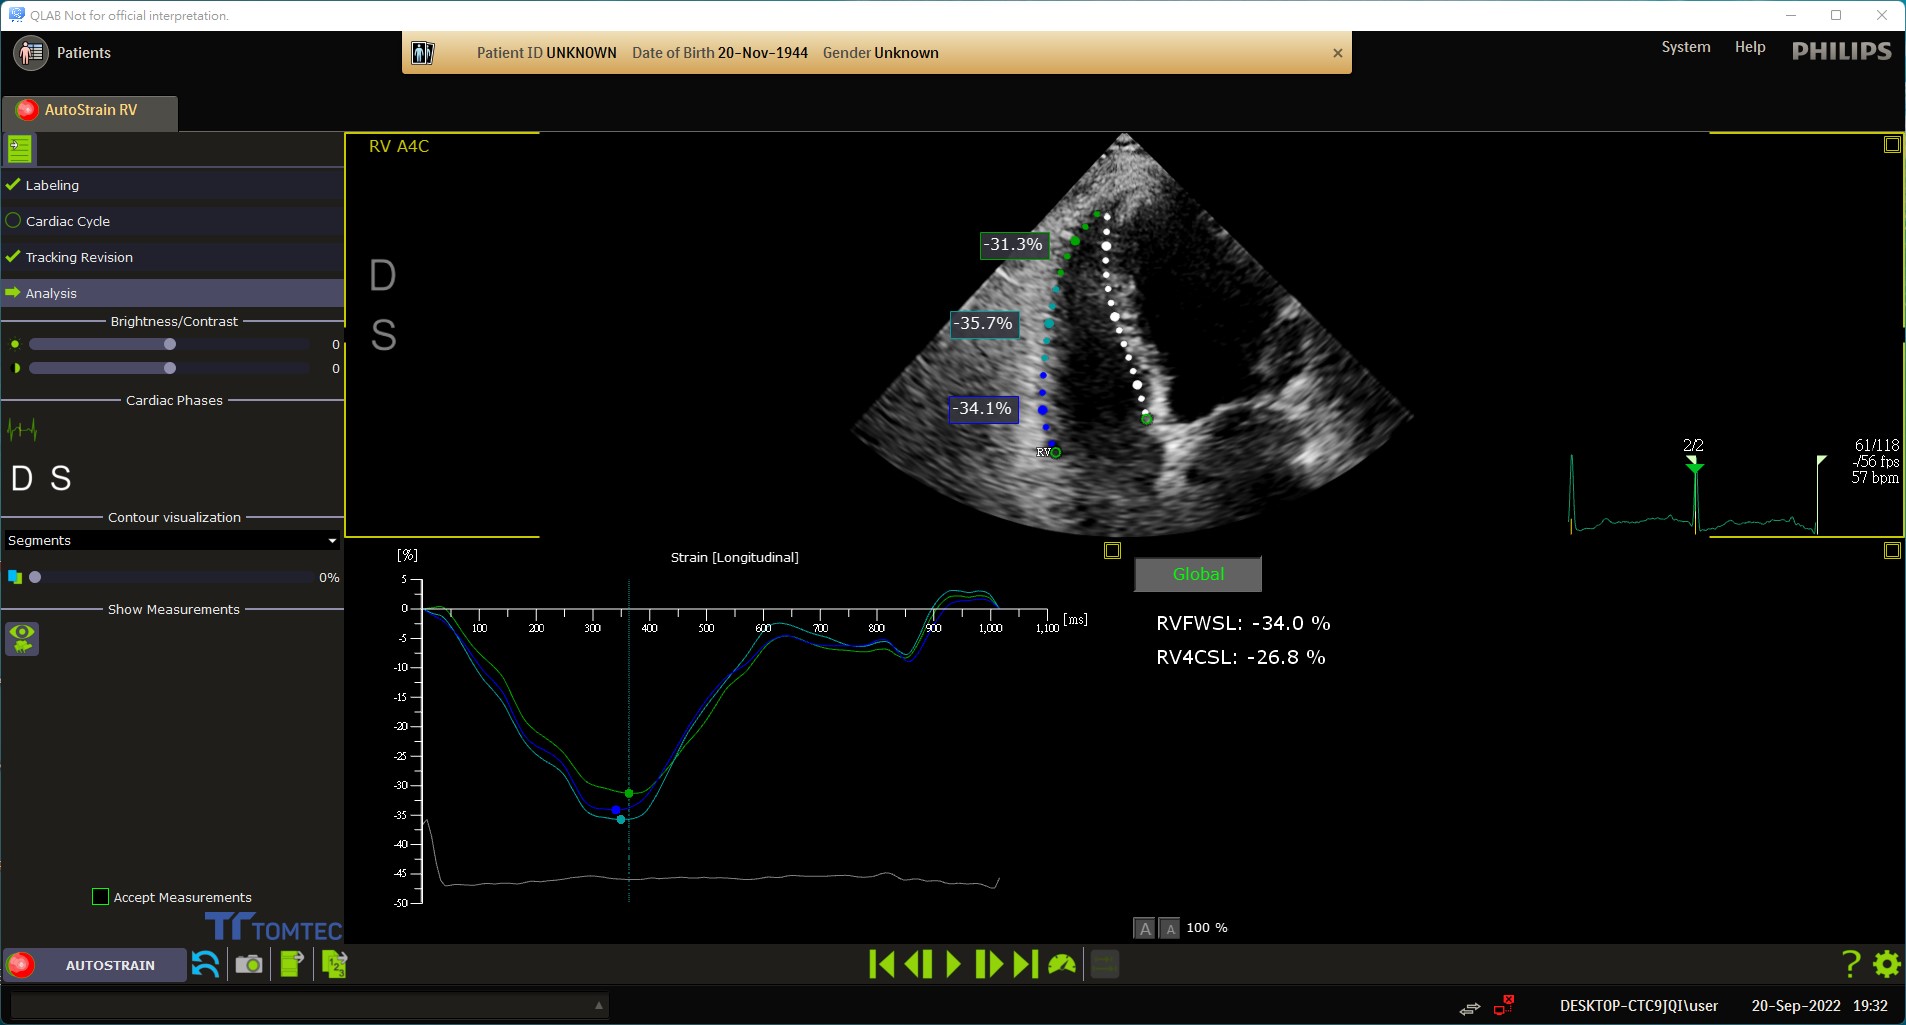 QLAB Not for official interpretation.
Patients
Patient ID UNKNOWN Date of Birth 20-Nov-1944 Gender Unknown
System Help PHILIPS
AutoStrain RV
Labeling
Cardiac Cycle
Tracking Revision
Analysis
Brightness/Contrast
0
0
Cardiac Phases
D S
Contour visualization
Segments
0%
Show Measurements
Accept Measurements
TOMTEC
RV A4C
D
S
-31.3%
-35.7%
-34.1%
RV
2/2
61/118
-/56 fps
57 bpm
[%]
Strain [Longitudinal]
5
0
-5
-10
-15
-20
-25
-30
-35
-40
-45
-50
100 200 300 400 500 600 700 800 900 1,000 1,100 [ms]
Global
RVFWSL: -34.0 %
RV4CSL: -26.8 %
A A 100 %
AUTOSTRAIN
1 2 3
?
DESKTOP-CTC9JQI\user 20-Sep-2022 19:32